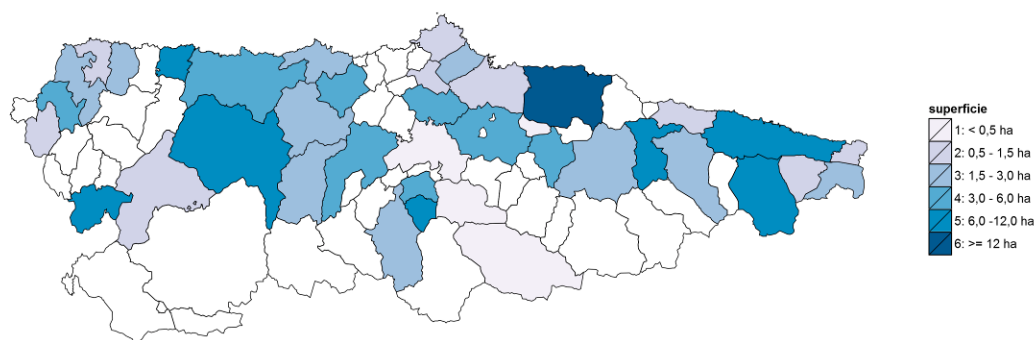 superficie
1: < 0,5 ha
2: 0,5 - 1,5 ha
3: 1,5 - 3,0 ha
4: 3,0 - 6,0 ha
5: 6,0 -12,0 ha
6: >= 12 ha